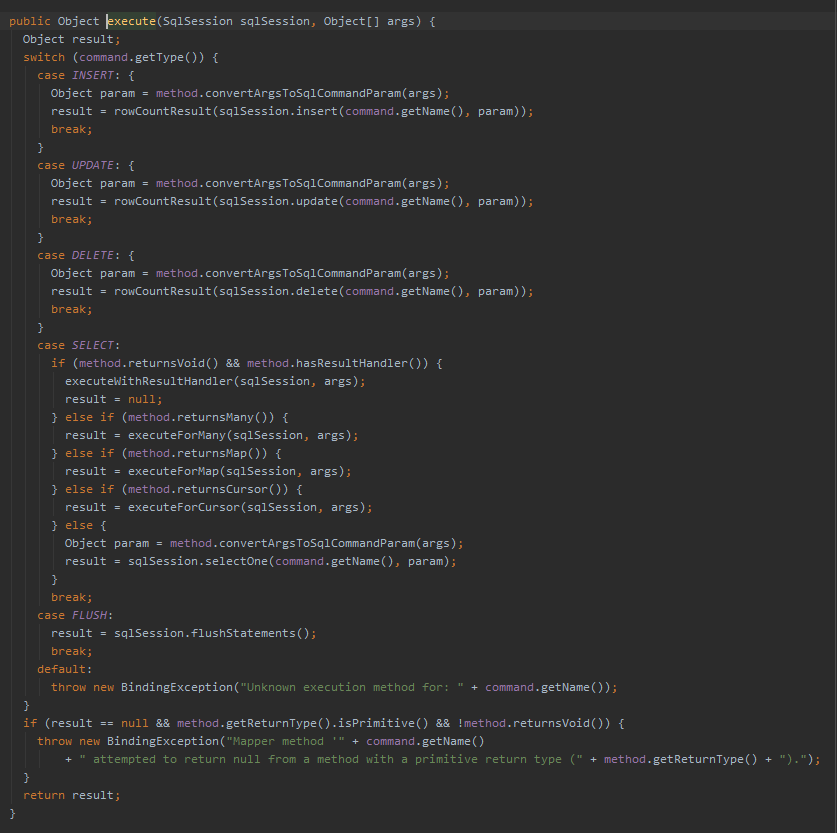 public Object execute(SqlSession sqlSession, Object[] args) {
  Object result;
  switch (command.getType()) {
    case INSERT: {
      Object param = method.convertArgsToSqlCommandParam(args);
      result = rowCountResult(sqlSession.insert(command.getName(), param));
      break;
    }
    case UPDATE: {
      Object param = method.convertArgsToSqlCommandParam(args);
      result = rowCountResult(sqlSession.update(command.getName(), param));
      break;
    }
    case DELETE: {
      Object param = method.convertArgsToSqlCommandParam(args);
      result = rowCountResult(sqlSession.delete(command.getName(), param));
      break;
    }
    case SELECT:
      if (method.returnsVoid() && method.hasResultHandler()) {
        executeWithResultHandler(sqlSession, args);
        result = null;
      } else if (method.returnsMany()) {
        result = executeForMany(sqlSession, args);
      } else if (method.returnsMap()) {
        result = executeForMap(sqlSession, args);
      } else if (method.returnsCursor()) {
        result = executeForCursor(sqlSession, args);
      } else {
        Object param = method.convertArgsToSqlCommandParam(args);
        result = sqlSession.selectOne(command.getName(), param);
      }
      break;
    case FLUSH:
      result = sqlSession.flushStatements();
      break;
    default:
      throw new BindingException("Unknown execution method for: " + command.getName());
  }
  if (result == null && method.getReturnType().isPrimitive() && !method.returnsVoid()) {
    throw new BindingException("Mapper method '" + command.getName()
        + " attempted to return null from a method with a primitive return type (" + method.getReturnType() + ").");
  }
  return result;
}